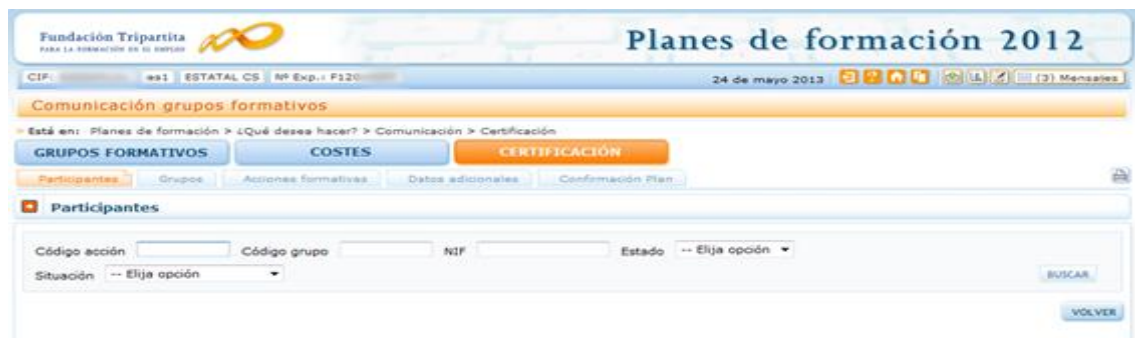 Fundación Tripartita
PARA LA FORMACIÓN EN EL EMPLEO
Planes de formación 2012
CIF: es1 ESTATAL CS Nº Exp.: F120
24 de mayo 2013 (3) Mensajes
Comunicación grupos formativos
Está en: Planes de formación > ¿Qué desea hacer? > Comunicación > Certificación
GRUPOS FORMATIVOS COSTES CERTIFICACIÓN
Participantes Grupos Acciones formativas Datos adicionales Confirmación Plan
Participantes
Código acción Código grupo NIF Estado -- Elija opción
Situación -- Elija opción
BUSCAR
VOLVER